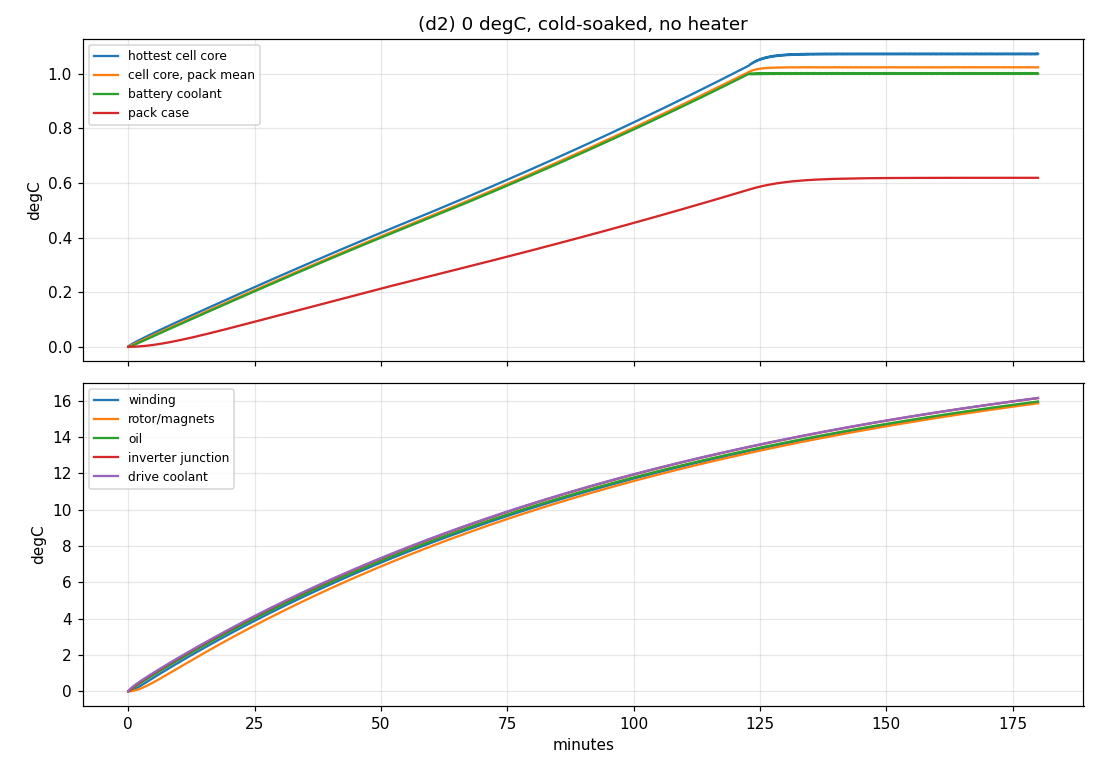 (d2) 0 degC, cold-soaked, no heater
hottest cell core
cell core, pack mean
battery coolant
pack case
1.0
0.8
0.6
0.4
0.2
0.0
degC
winding
rotor/magnets
oil
inverter junction
drive coolant
16
14
12
10
8
6
4
2
0
degC
0 25 50 75 100 125 150 175
minutes